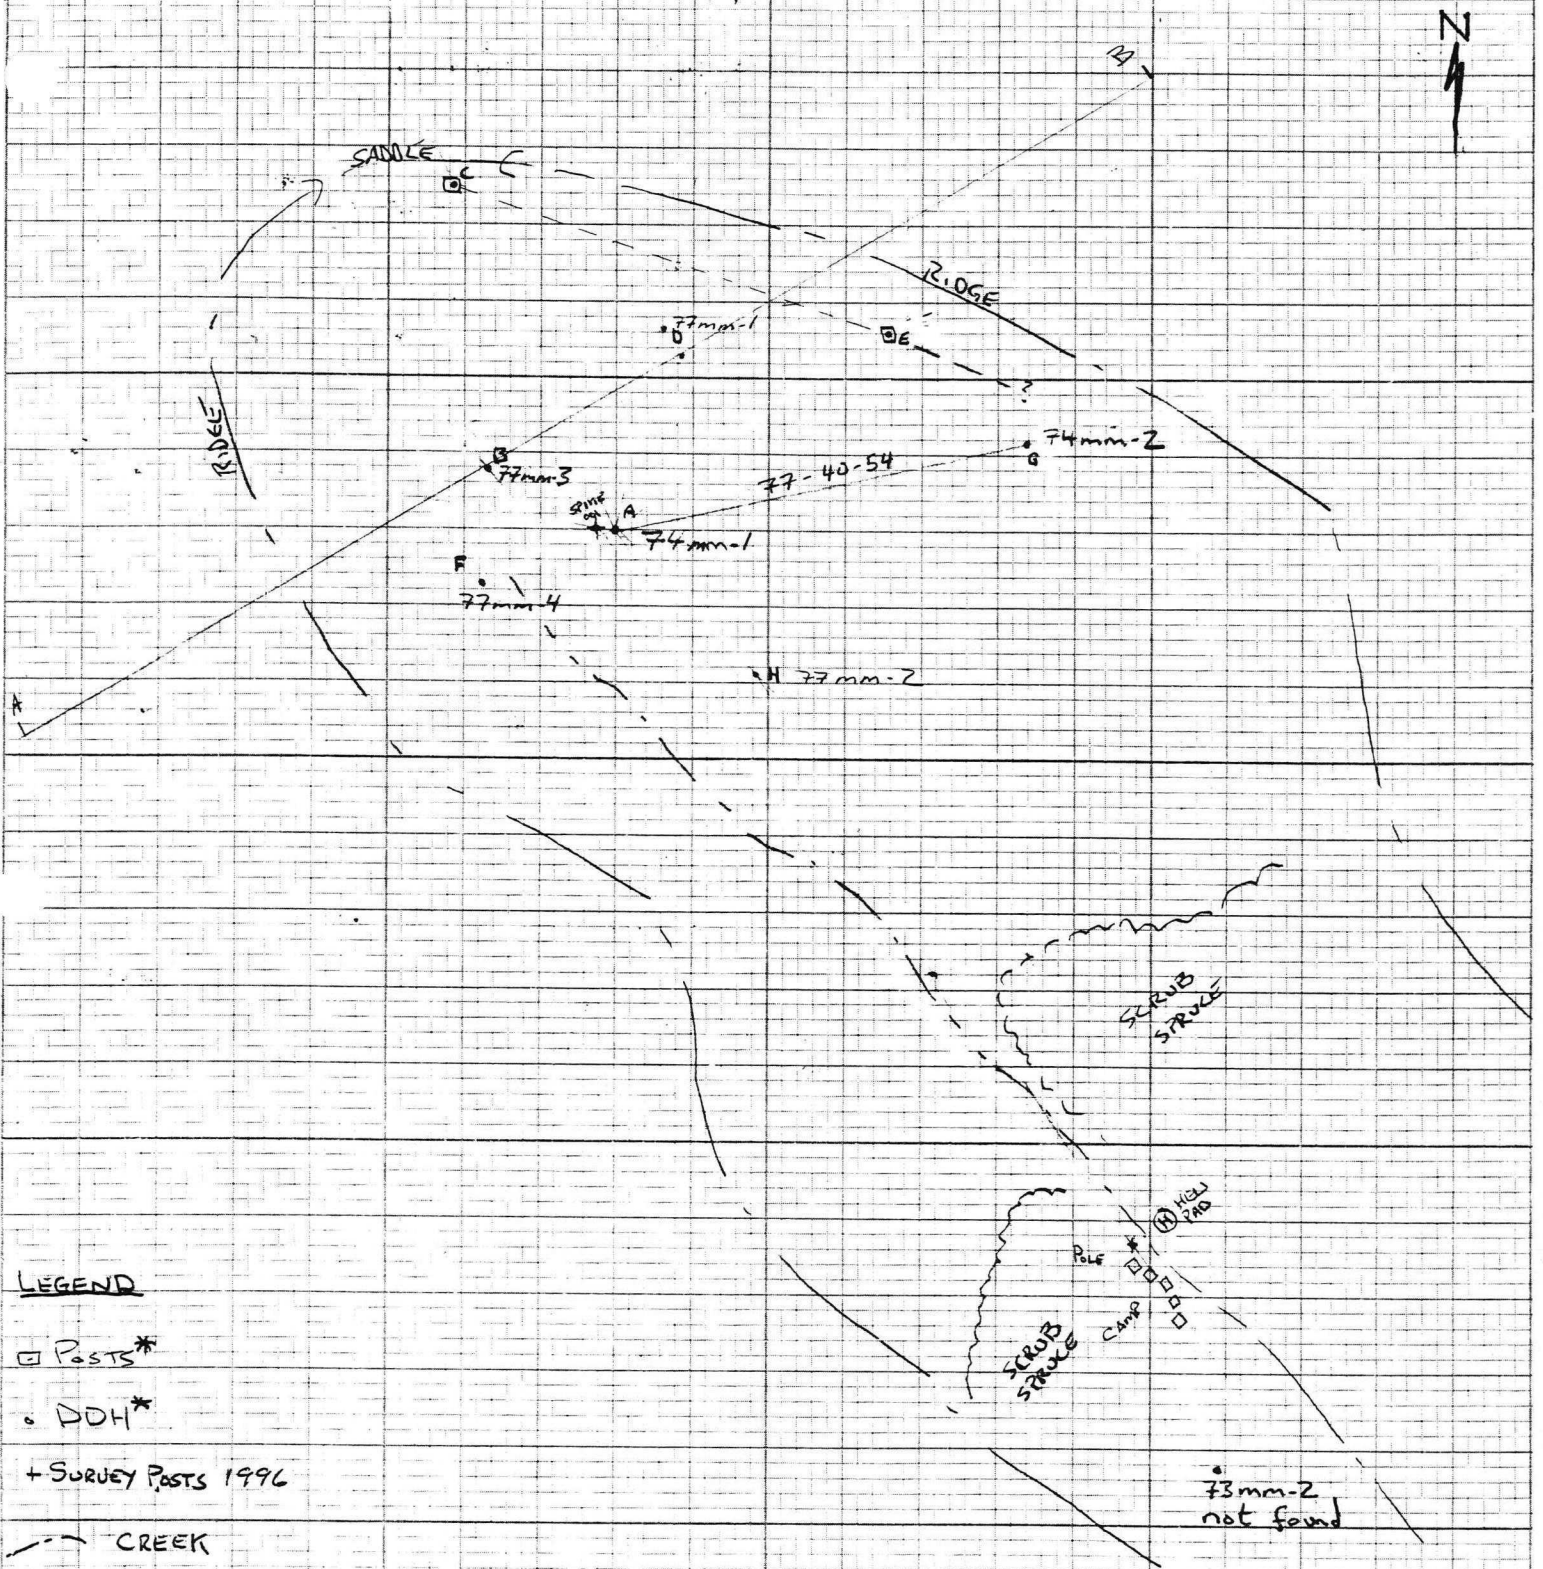 N
B
SADDLE
C
RIDGE
77mm-1
D
E
?
RIDGE
74mm-2
G
B
77mm-3
77-40-54
A
74mm-1
F
77mm-4
H 77mm-2
A
SCRUB
SPRUCE
H
HELI
PAD
POLE
CAMP
SCRUB
SPRUCE
LEGEND
POSTS*
DDH*
+ SURVEY POSTS 1996
CREEK
73mm-2
not found